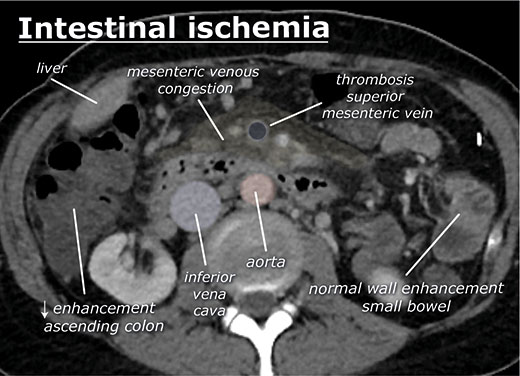 Intestinal ischemia
liver
mesenteric venous
congestion
thrombosis
superior
mesenteric vein
aorta
inferior
vena
cava
normal wall enhancement
small bowel
↓ enhancement
ascending colon